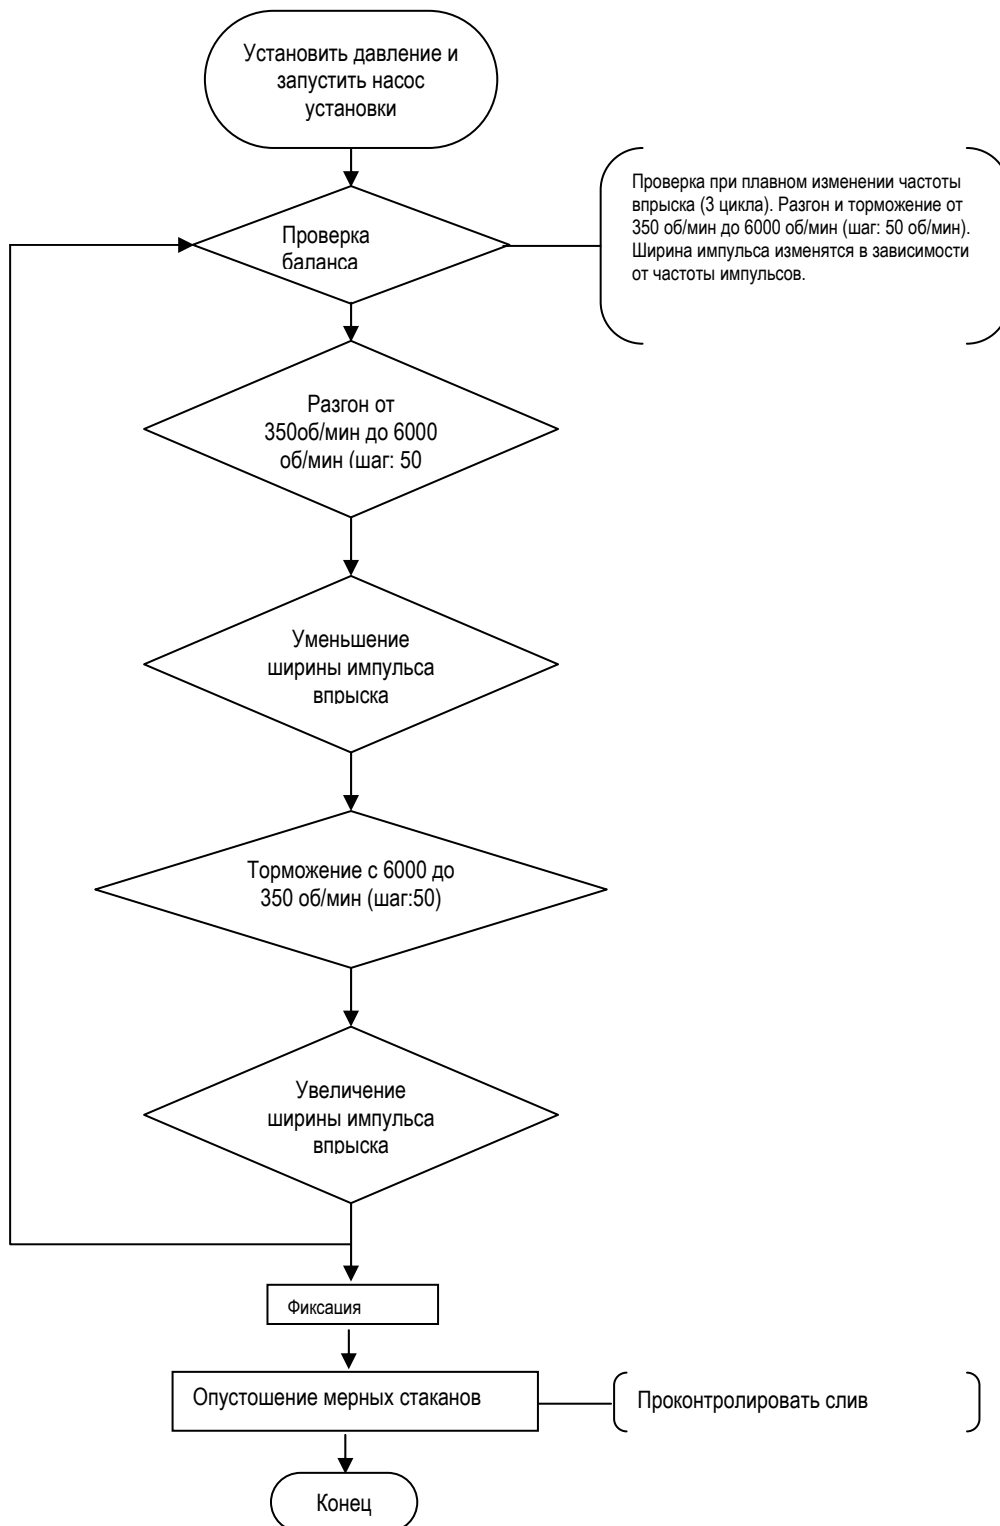 Установить давление и
запустить насос
установки
Проверка
баланса
Проверка при плавном изменении частоты
впрыска (3 цикла). Разгон и торможение от
350 об/мин до 6000 об/мин (шаг: 50 об/мин).
Ширина импульса изменятся в зависимости
от частоты импульсов.
Разгон от
350об/мин до 6000
об/мин (шаг: 50
Уменьшение
ширины импульса
впрыска
Торможение с 6000 до
350 об/мин (шаг:50)
Увеличение
ширины импульса
впрыска
Фиксация
Опустошение мерных стаканов
Проконтролировать слив
Конец